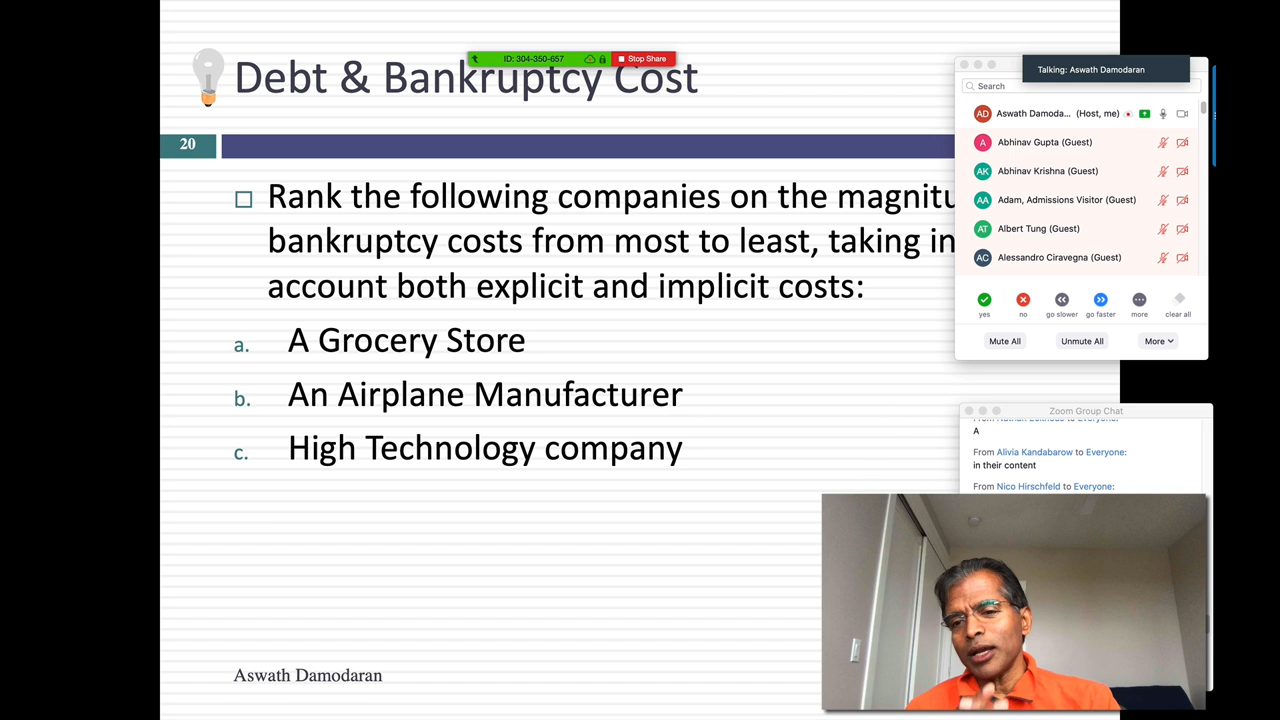 Debt & Bankruptcy Cost
ID: 304-350-657
Stop Share
20
Rank the following companies on the
bankruptcy costs from most to least, taking
account both explicit and implicit costs:
a. A Grocery Store
b. An Airplane Manufacturer
c. High Technology company
Aswath Damodaran
Talking: Aswath Damodaran
Search
AD Aswath Damoda... (Host, me)
A Abhinav Gupta (Guest)
AK Abhinav Krishna (Guest)
AA Adam, Admissions Visitor (Guest)
AT Albert Tung (Guest)
AC Alessandro Ciravegna (Guest)
yes no go slower go faster more clear all
Mute All Unmute All More
Zoom Group Chat
A
From Alivia Kandabarow to Everyone:
in their content
From Nico Hirschfeld to Everyone: